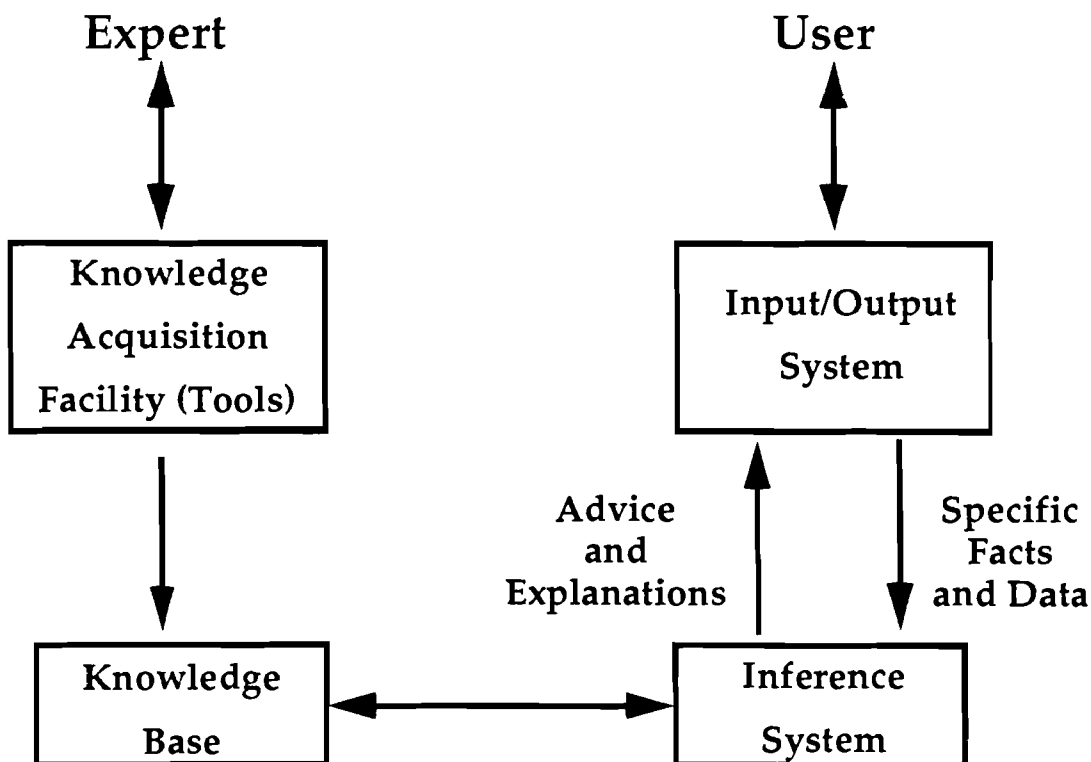 Expert
User
Knowledge
Acquisition
Facility (Tools)
Input/Output
System
Advice
and
Explanations
Specific
Facts
and Data
Knowledge
Base
Inference
System